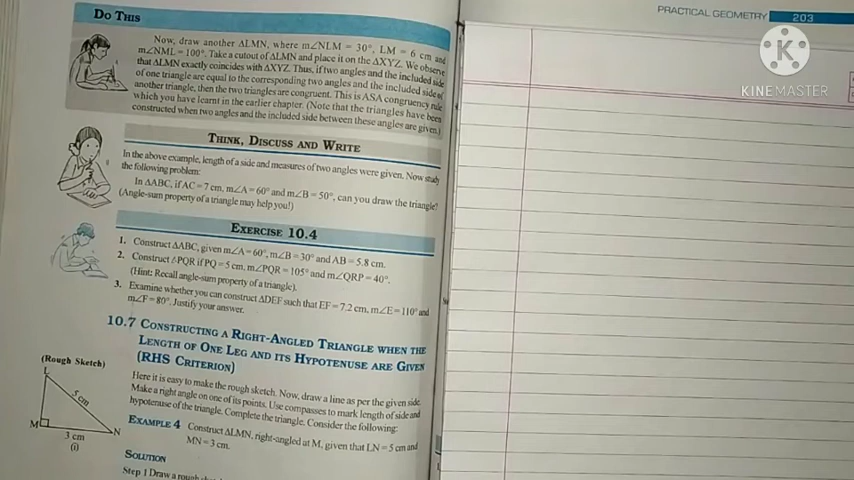 PRACTICAL GEOMETRY 203
KINEMASTER
DO THIS
Now, draw another ΔLMN, where m∠NLM = 30°, LM = 6 cm and
m∠NML = 100°. Take a cutout of ΔLMN and place it on the ΔXYZ. We observe
that ΔLMN exactly coincides with ΔXYZ. Thus, if two angles and the included side
of one triangle are equal to the corresponding two angles and the included side of
another triangle, then the two triangles are congruent. This is ASA congruency rule
which you have learnt in the earlier chapter. (Note that the triangles have been
constructed when two angles and the included side between these angles are given.)
THINK, DISCUSS AND WRITE
In the above example, length of a side and measures of two angles were given. Now study
the following problem:
In ΔABC, if AC = 7 cm, m∠A = 60° and m∠B = 50°, can you draw the triangle?
(Angle-sum property of a triangle may help you!)
EXERCISE 10.4
1. Construct ΔABC, given m∠A = 60°, m∠B = 30° and AB = 5.8 cm.
2. Construct ΔPQR if PQ = 5 cm, m∠PQR = 105° and m∠QRP = 40°.
(Hint: Recall angle-sum property of a triangle).
3. Examine whether you can construct ΔDEF such that EF = 7.2 cm, m∠E = 110° and
m∠F = 80°. Justify your answer.
10.7 CONSTRUCTING A RIGHT-ANGLED TRIANGLE WHEN THE
LENGTH OF ONE LEG AND ITS HYPOTENUSE ARE GIVEN
(RHS CRITERION)
(Rough Sketch)
L
5 cm
M
N
3 cm
(i)
Here it is easy to make the rough sketch. Now, draw a line as per the given side.
Make a right angle on one of its points. Use compasses to mark length of side and
hypotenuse of the triangle. Complete the triangle. Consider the following:
EXAMPLE 4 Construct ΔLMN, right-angled at M, given that LN = 5 cm and
MN = 3 cm.
SOLUTION
Step 1 Draw a rough